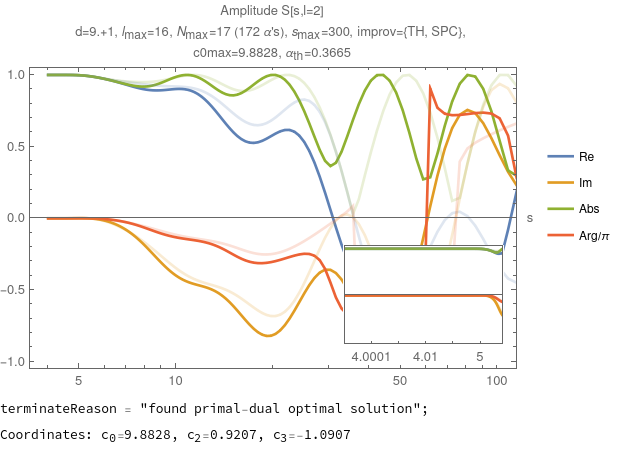 Amplitude S[s,l=2]
d=9.+1, lmax=16, Nmax=17 (172 α's), smax=300, improv={TH, SPC},
c0max=9.8828, αth=0.3665
1.0
0.5
0.0
-0.5
-1.0
s
Re
Im
Abs
Arg/π
4.0001 4.01 5
5 10 50 100
terminateReason = "found primal-dual optimal solution";
Coordinates: c0=9.8828, c2=0.9207, c3=-1.0907